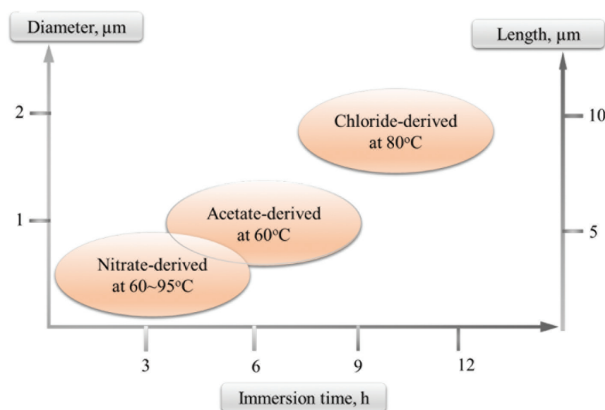 Diameter, µm
Length, µm
2
10
Chloride-derived
at 80°C
1
Acetate-derived
at 60°C
5
Nitrate-derived
at 60~95°C
3
6
9
12
Immersion time, h